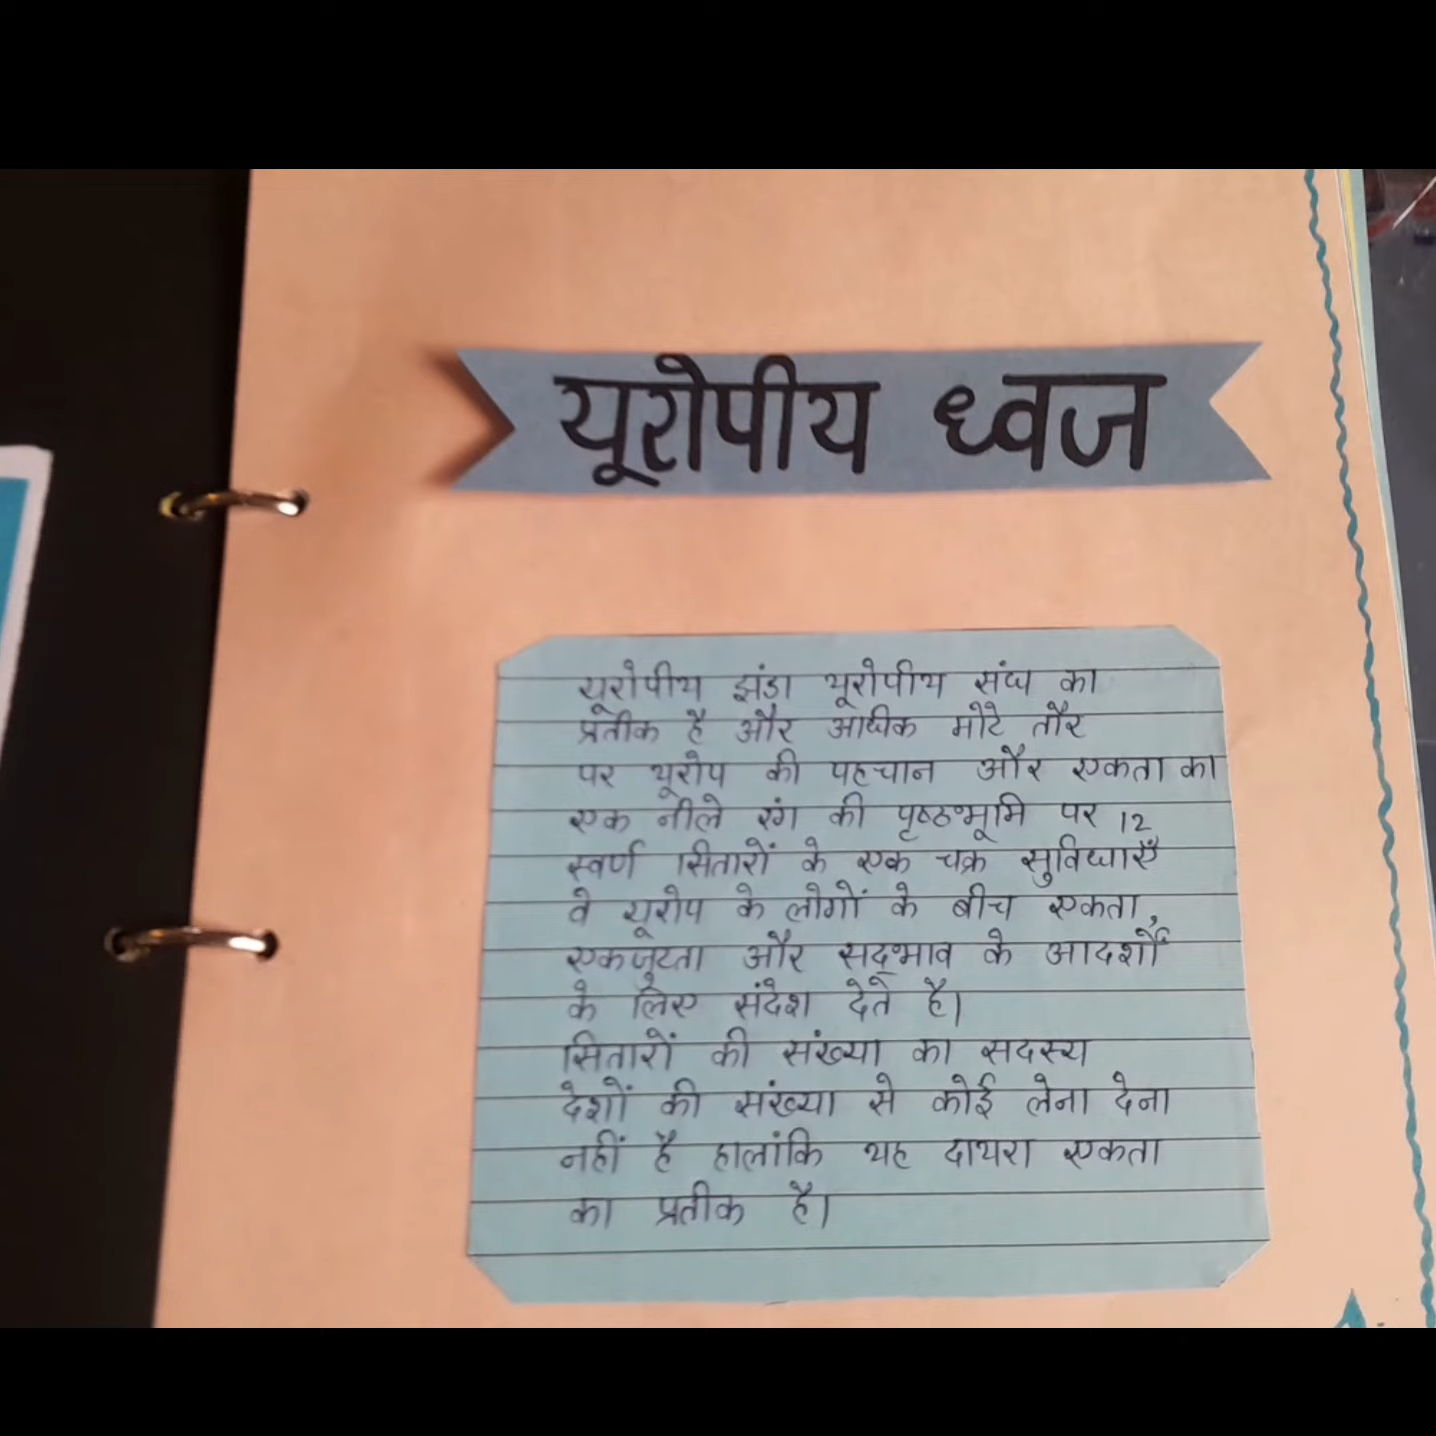 यूरोपीय ध्वज
यूरोपीय झंडा यूरोपीय संघ का
प्रतीक है और आधीक मोटे तौर
पर यूरोप की पहचान और एकता का
एक नीले रंग की पृष्ठभूमि पर 12
स्वर्ण सितारों के एक चक्र सुविधाएँ
वे यूरोप के लोगों के बीच एकता,
एकजुटता और सद्भाव के आदर्शों
के लिए संदेश देते है।
सितारों की संख्या का सदस्य
देशों की संख्या से कोई लेना देना
नहीं है हालांकि यह दायरा एकता
का प्रतीक है।